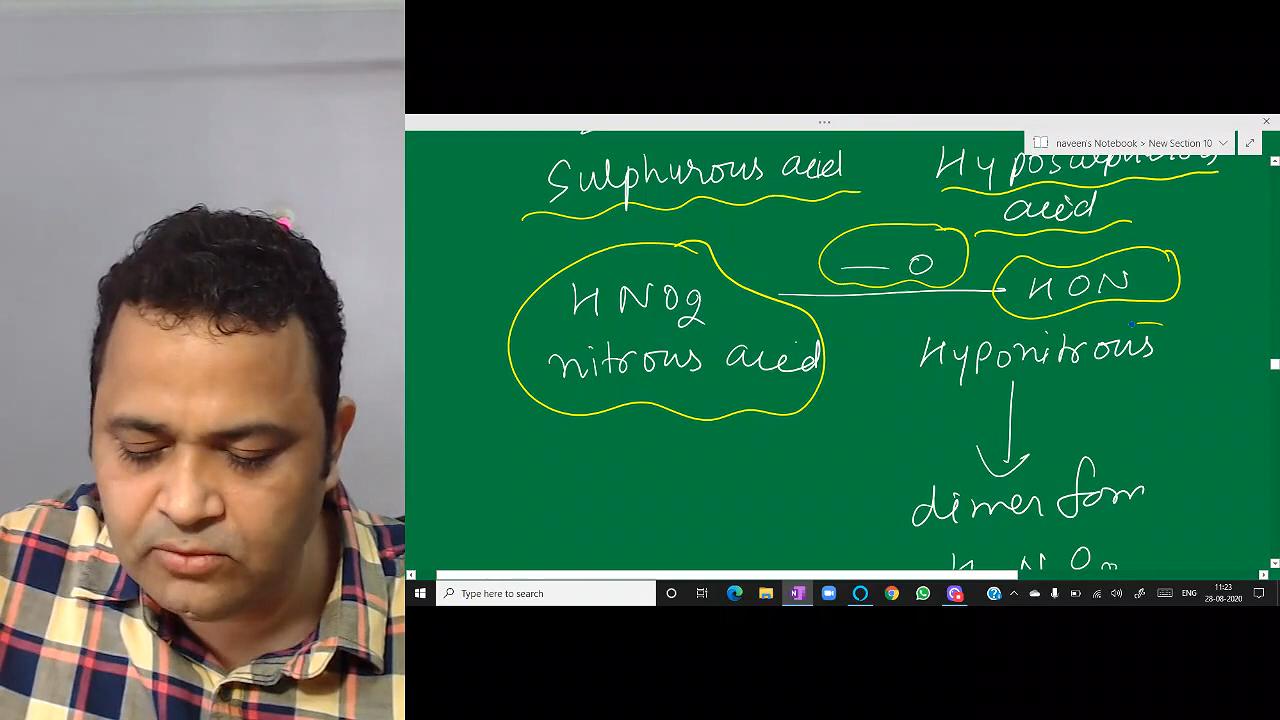 naveen's Notebook > New Section 10
Sulphurous acid
acid
— O
HNO2
HON
nitrous acid
Hyponitrous
dimer form
Type here to search
ENG
11:23
28-08-2020